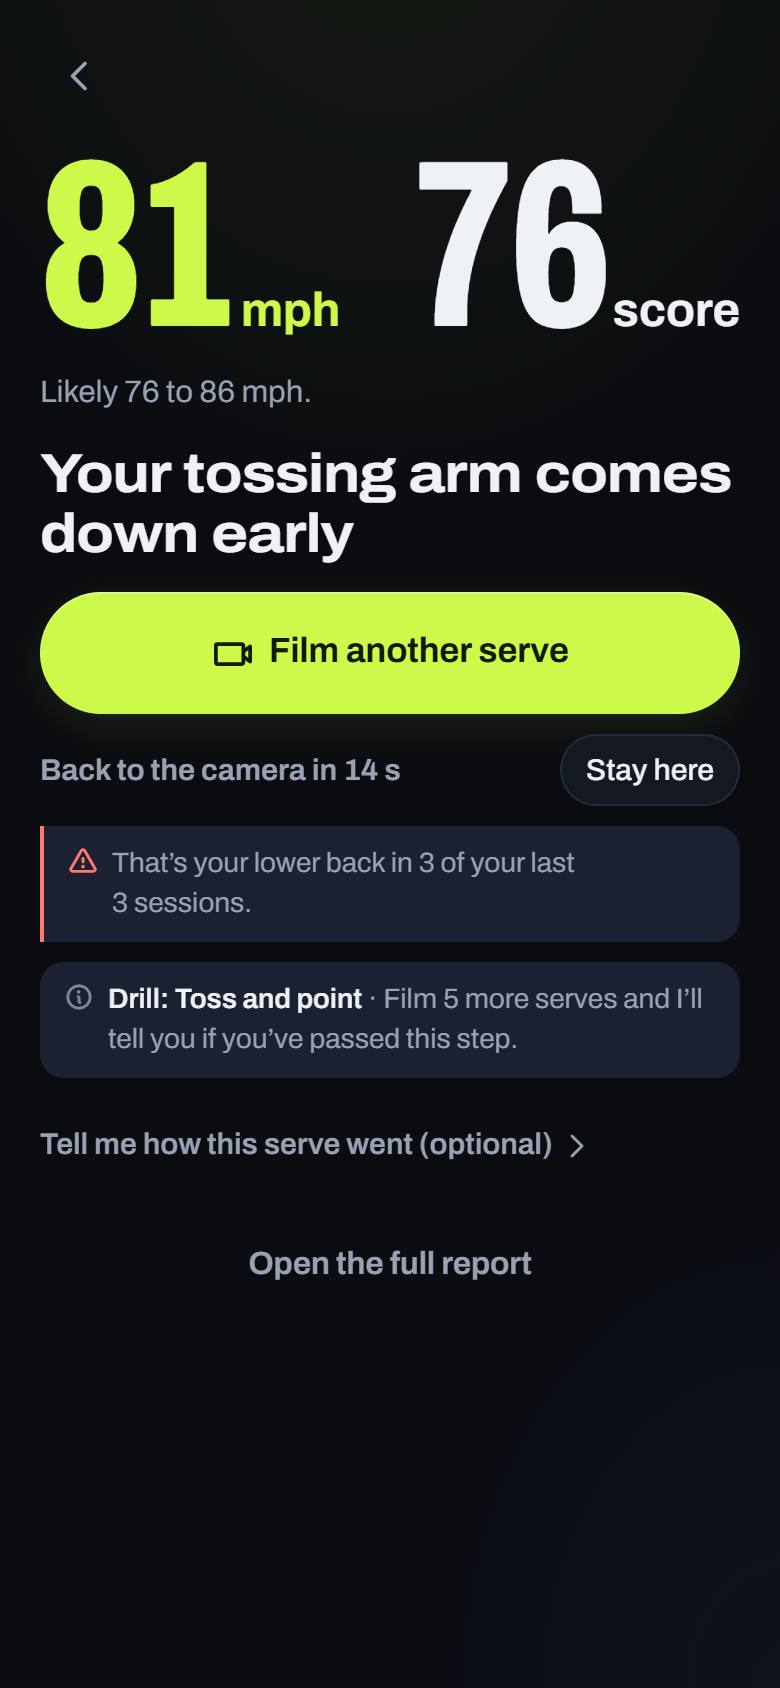 81 mph 76 score
Likely 76 to 86 mph.
Your tossing arm comes
down early
Film another serve
Back to the camera in 14 s
Stay here
That’s your lower back in 3 of your last
3 sessions.
Drill: Toss and point · Film 5 more serves and I’ll
tell you if you’ve passed this step.
Tell me how this serve went (optional)
Open the full report